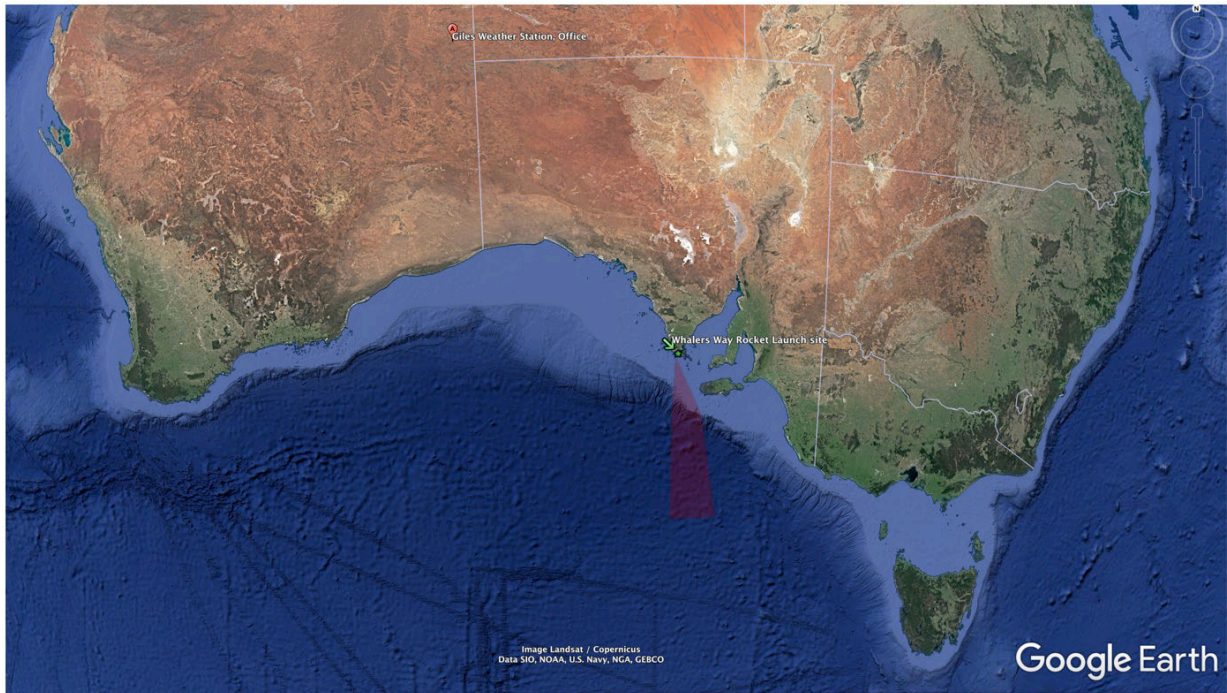 N
A
Giles Weather Station, Office
Whalers Way Rocket Launch site
Image Landsat / Copernicus
Data SIO, NOAA, U.S. Navy, NGA, GEBCO
Google Earth